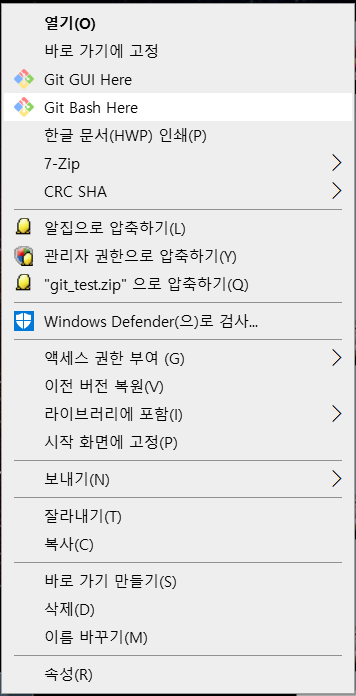 열기(O)
바로 가기에 고정
Git GUI Here
Git Bash Here
한글 문서(HWP) 인쇄(P)
7-Zip
CRC SHA
알집으로 압축하기(L)
관리자 권한으로 압축하기(Y)
"git_test.zip" 으로 압축하기(Q)
Windows Defender(으)로 검사...
액세스 권한 부여 (G)
이전 버전 복원(V)
라이브러리에 포함(I)
시작 화면에 고정(P)
보내기(N)
잘라내기(T)
복사(C)
바로 가기 만들기(S)
삭제(D)
이름 바꾸기(M)
속성(R)